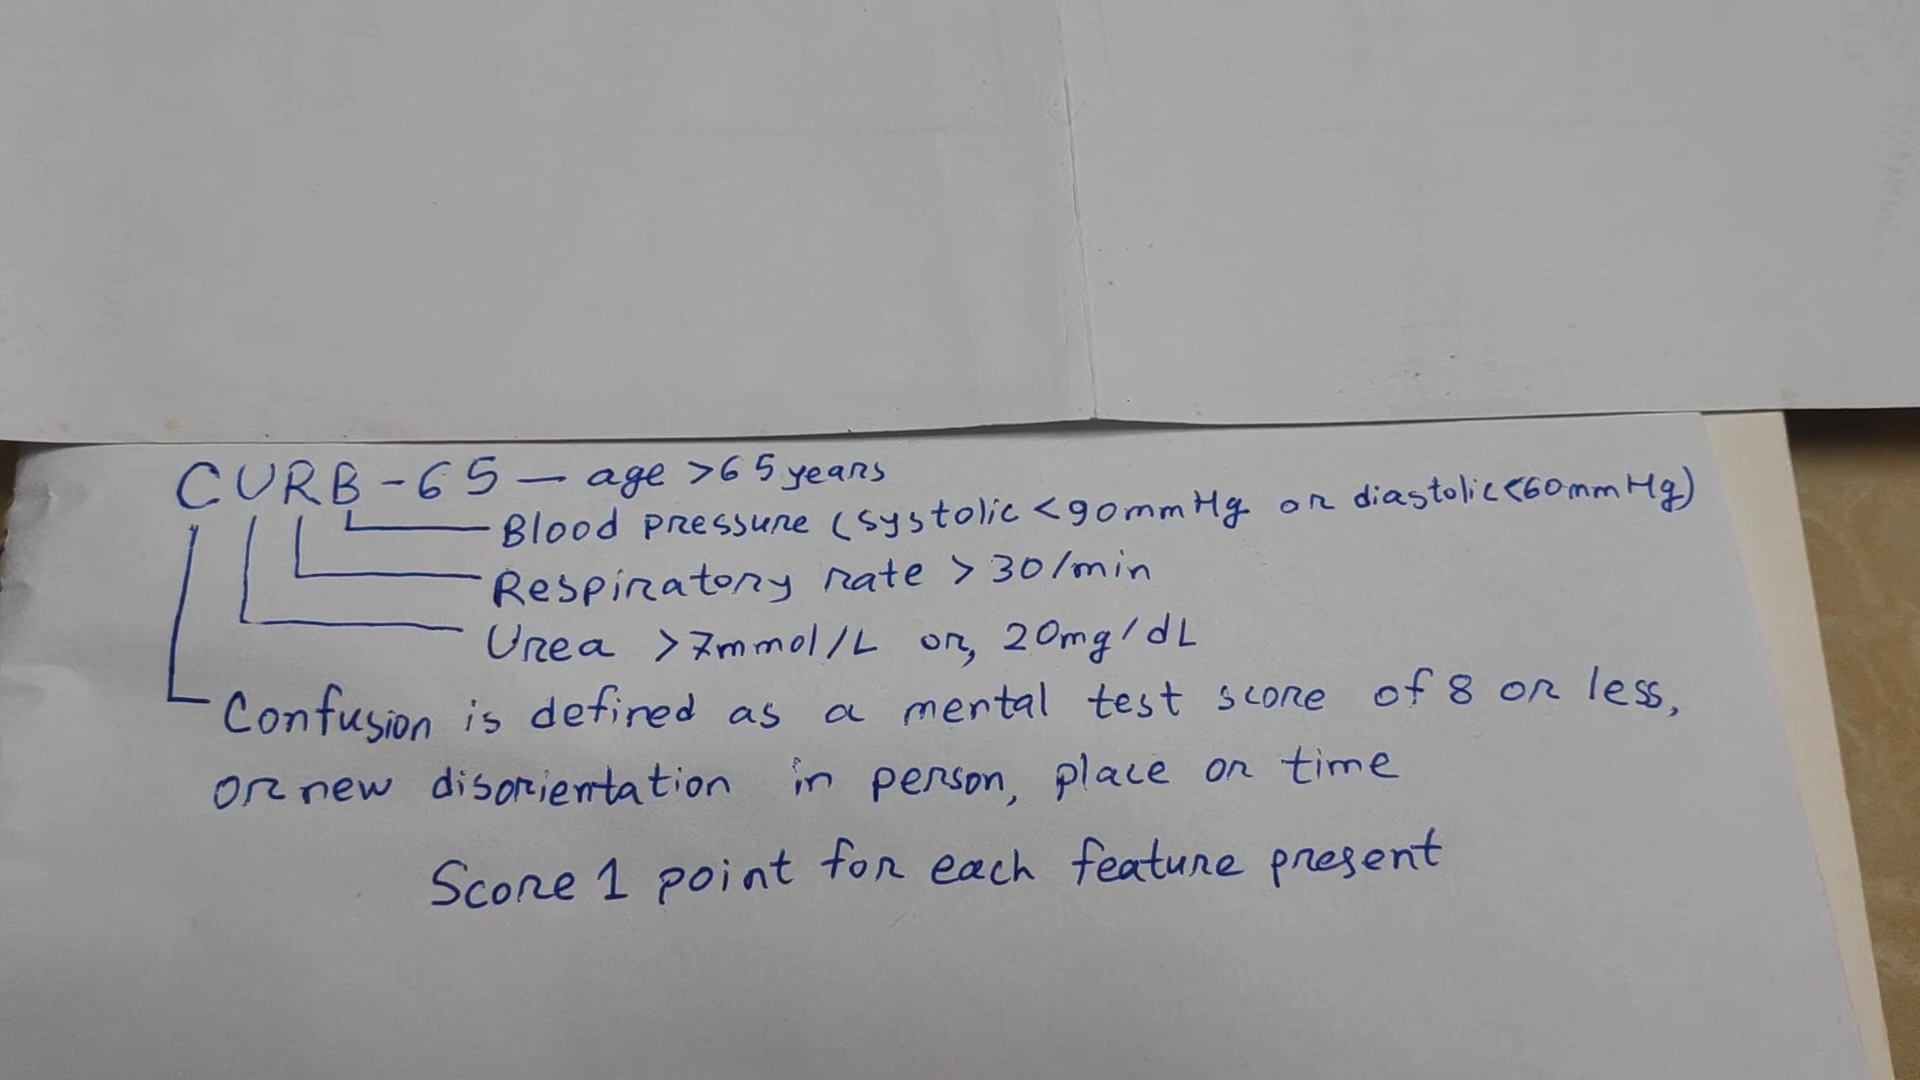 CURB-65 — age >65 years
Blood pressure (systolic <90mmHg or diastolic <60mmHg)
Respiratory rate > 30/min
Urea >7mmol/L or, 20mg/dL
Confusion is defined as a mental test score of 8 or less,
or new disorientation in person, place or time
Score 1 point for each feature present